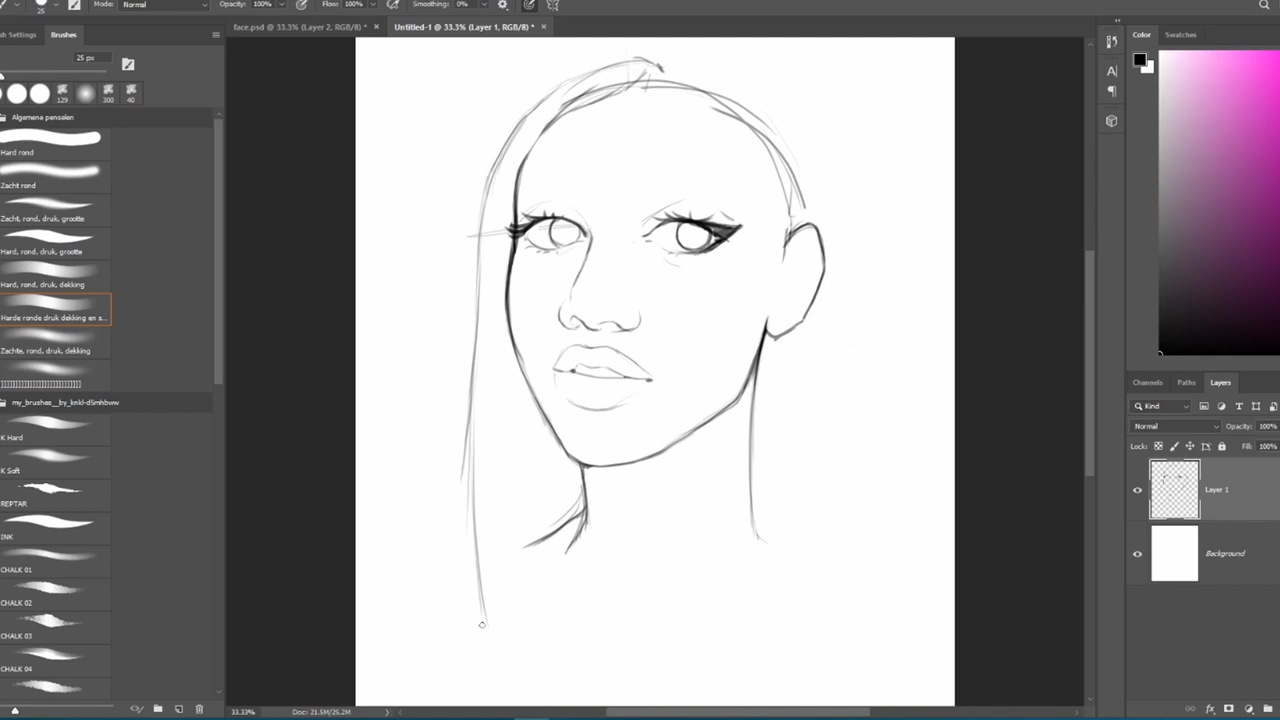 25 Mode: Normal Opacity: 100% Flow: 100% Smoothing: 0%
face.psd @ 33.3% (Layer 2, RGB/8) * × Untitled-1 @ 33.3% (Layer 1, RGB/8) * ×
sh Settings Brushes
25 px
129 300 40
Algemene penselen
Hard rond
Zacht rond
Zacht, rond, druk, grootte
Hard, rond, druk, grootte
Hard, rond, druk, dekking
Harde ronde druk dekking en s...
Zachte, rond, druk, dekking
my_brushes__by_knkl-d5mhbww
K Hard
K Soft
REPTAR
INK
CHALK 01
CHALK 02
CHALK 03
CHALK 04
33.33% Doc: 21.5M/25.2M
Color Swatches
Channels Paths Layers
Kind
Normal Opacity: 100%
Lock: Fill: 100%
Layer 1
Background